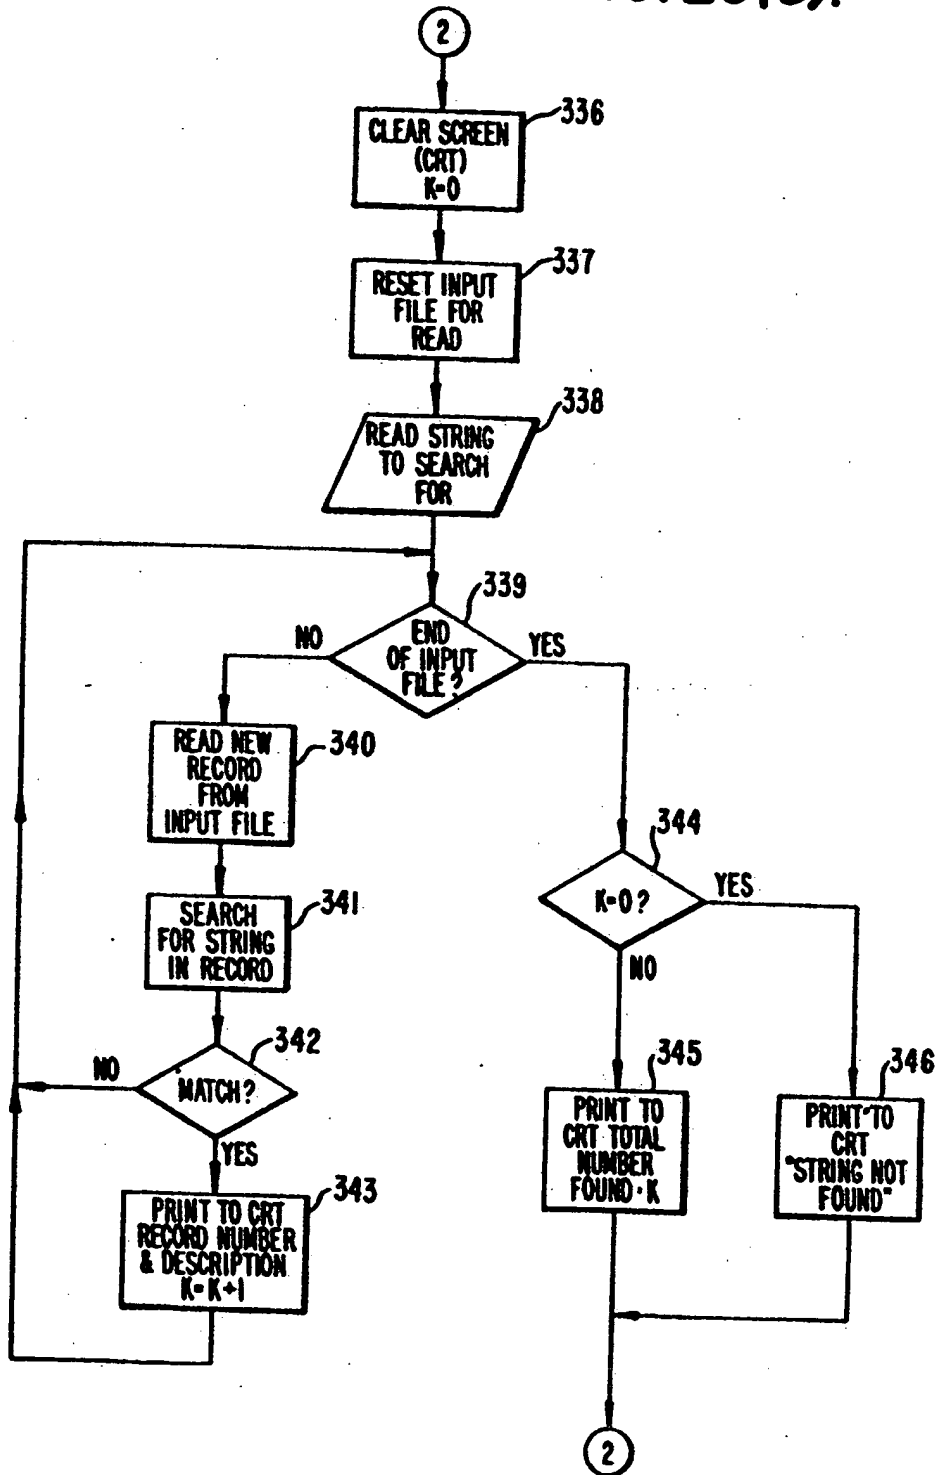 2
336
CLEAR SCREEN
(CRT)
K=0
337
RESET INPUT
FILE FOR
READ
338
READ STRING
TO SEARCH
FOR
339
END
OF INPUT
FILE?
NO
YES
READ NEW
RECORD
FROM
INPUT FILE
340
344
K=0?
YES
NO
SEARCH
FOR STRING
IN RECORD
341
342
MATCH?
NO
YES
345
PRINT TO
CRT TOTAL
NUMBER
FOUND·K
346
PRINT TO
CRT
"STRING NOT
FOUND"
343
PRINT TO CRT
RECORD NUMBER
& DESCRIPTION
K=K+1
2